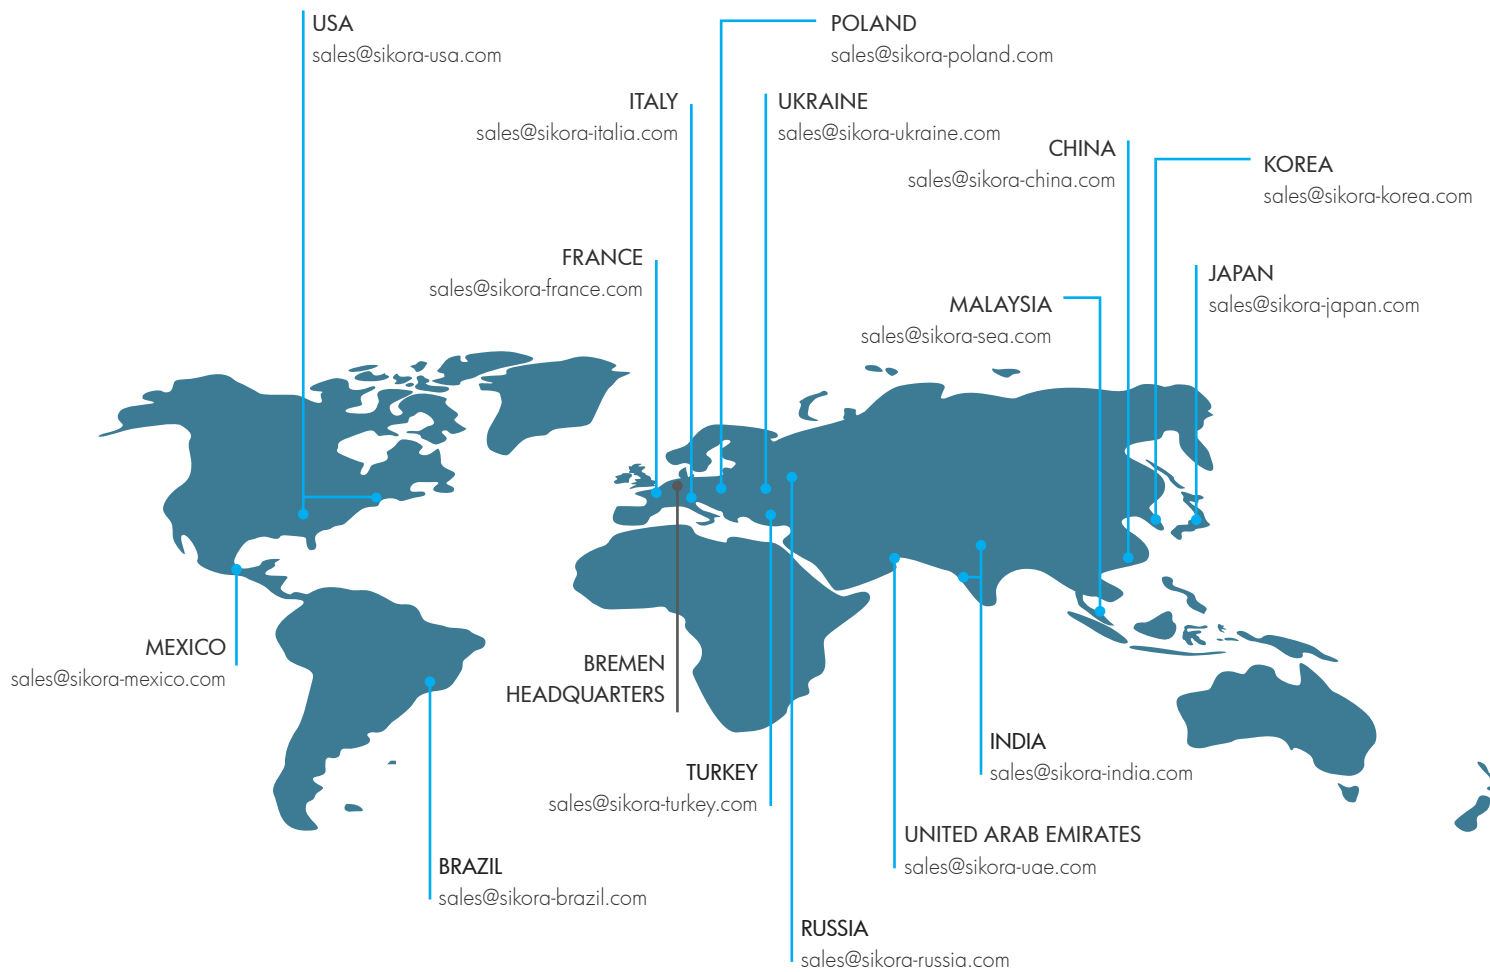 USA
sales@sikora-usa.com
POLAND
sales@sikora-poland.com
ITALY
sales@sikora-italia.com
UKRAINE
sales@sikora-ukraine.com
CHINA
sales@sikora-china.com
KOREA
sales@sikora-korea.com
FRANCE
sales@sikora-france.com
JAPAN
sales@sikora-japan.com
MALAYSIA
sales@sikora-sea.com
MEXICO
sales@sikora-mexico.com
BREMEN
HEADQUARTERS
INDIA
sales@sikora-india.com
TURKEY
sales@sikora-turkey.com
UNITED ARAB EMIRATES
sales@sikora-uae.com
BRAZIL
sales@sikora-brazil.com
RUSSIA
sales@sikora-russia.com